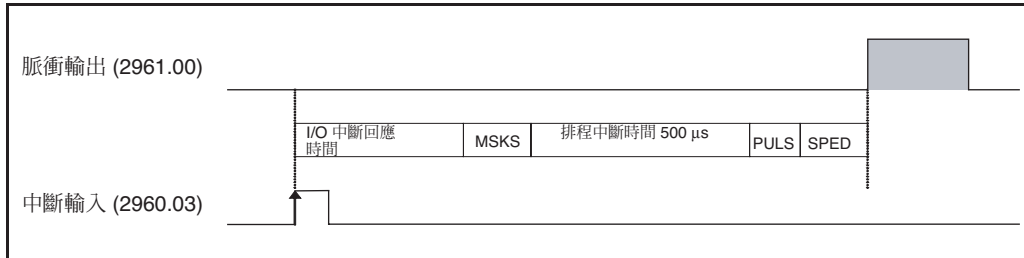 脈衝輸出 (2961.00)
I/O 中斷回應
時間
MSKS
排程中斷時間 500 μs
PULS
SPED
中斷輸入 (2960.03)